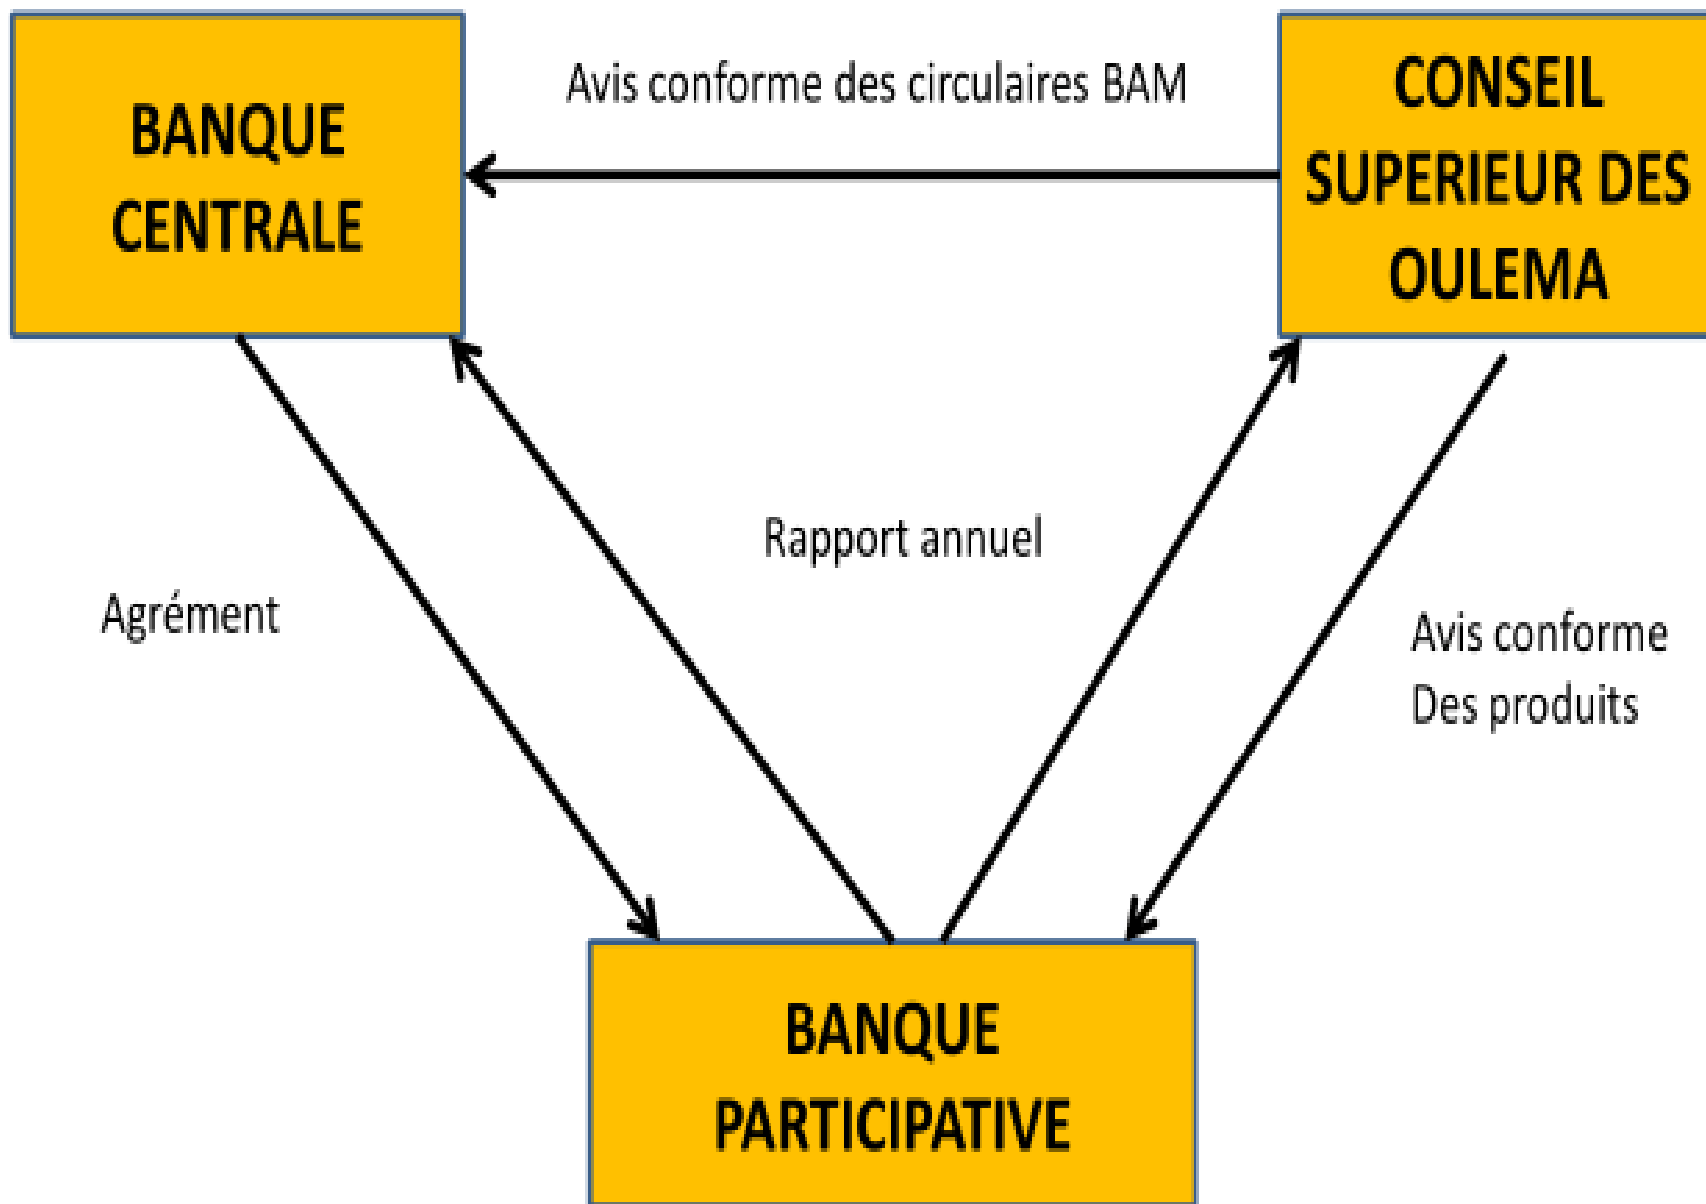 BANQUE
CENTRALE
Avis conforme des circulaires BAM
CONSEIL
SUPERIEUR DES
OULEMA
Agrément
Rapport annuel
Avis conforme
Des produits
BANQUE
PARTICIPATIVE